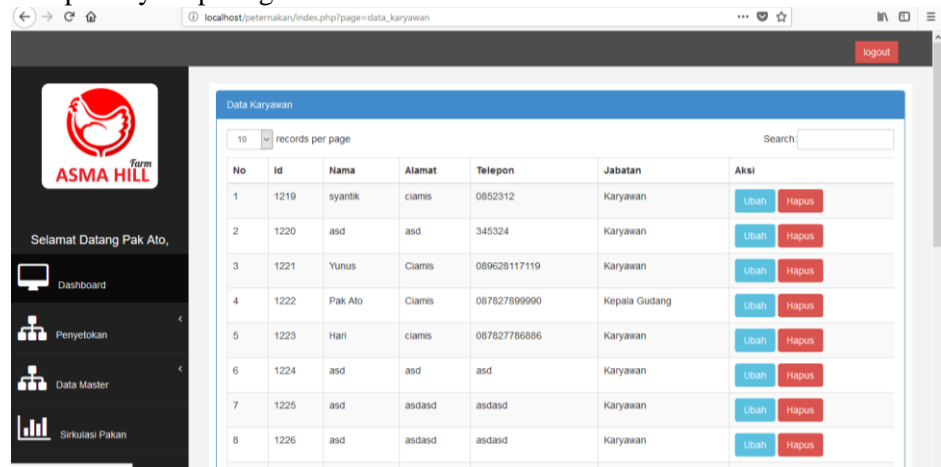 localhost/peternakan/index.php?page=data_karyawan
logout
Farm
ASMA HILL
Selamat Datang Pak Ato,
Dashboard
Penyetokan
Data Master
Sirkulasi Pakan
Data Karyawan
10 records per page Search:
No Id Nama Alamat Telepon Jabatan Aksi
1 1219 syantik ciamis 0852312 Karyawan Ubah Hapus
2 1220 asd asd 345324 Karyawan Ubah Hapus
3 1221 Yunus Ciamis 089628117119 Karyawan Ubah Hapus
4 1222 Pak Ato Ciamis 087827899990 Kepala Gudang Ubah Hapus
5 1223 Hari ciamis 087827786886 Karyawan Ubah Hapus
6 1224 asd asd asd Karyawan Ubah Hapus
7 1225 asd asdasd asdasd Karyawan Ubah Hapus
8 1226 asd asdasd asdasd Karyawan Ubah Hapus